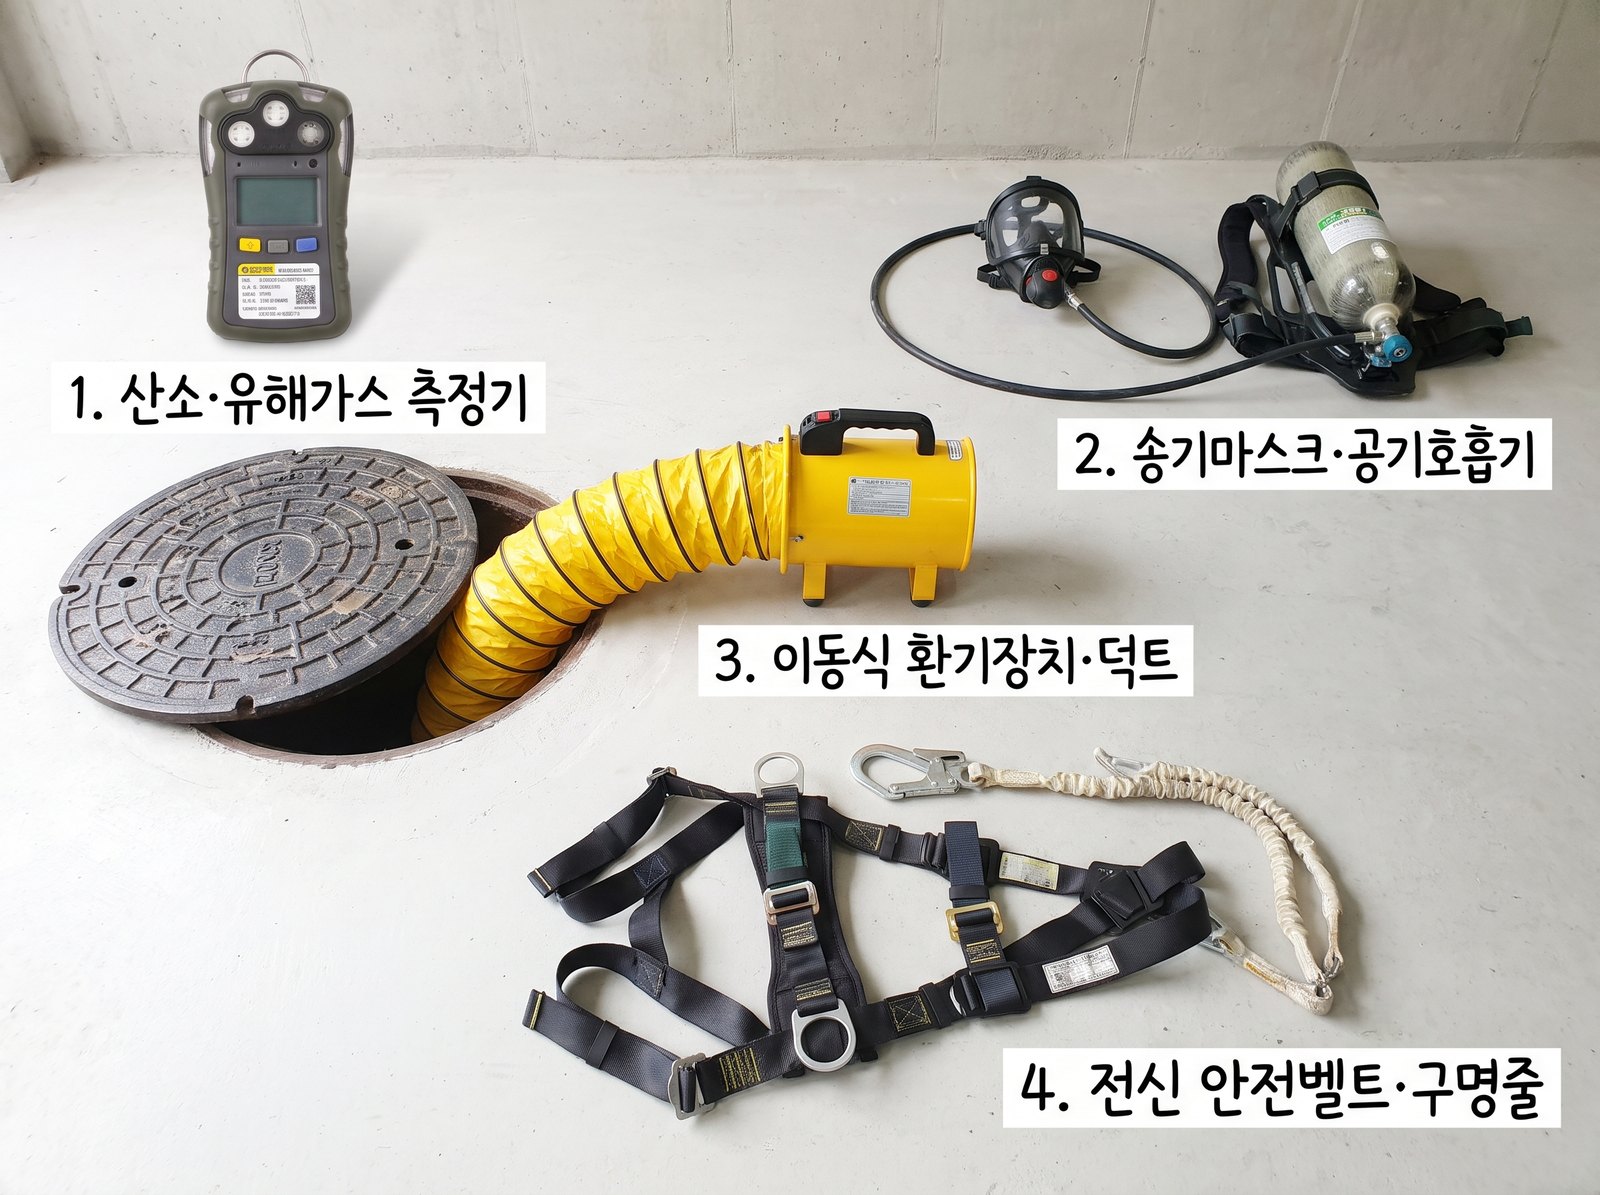 1. 산소·유해가스 측정기
2. 송기마스크·공기호흡기
3. 이동식 환기장치·덕트
4. 전신 안전벨트·구명줄